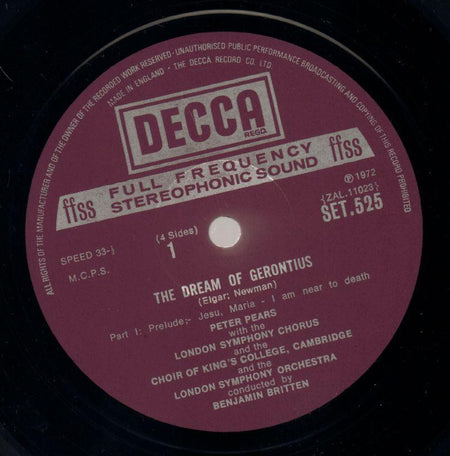 ALL RIGHTS OF THE MANUFACTURER AND OF THE OWNER OF THE RECORDED WORK RESERVED - UNAUTHORISED PUBLIC PERFORMANCE BROADCASTING AND COPYING OF THIS RECORD PROHIBITED
MADE IN ENGLAND - THE DECCA RECORD CO. LTD.
DECCA
REGD.
FULL FREQUENCY
STEREOPHONIC SOUND
ffss
ffss
℗ 1972
SPEED 33⅓
M.C.P.S.
(4 Sides)
1
(ZAL.11023)
SET.525
THE DREAM OF GERONTIUS
(Elgar; Newman)
Part I: Prelude;- Jesu, Maria - I am near to death
PETER PEARS
with the
LONDON SYMPHONY CHORUS
and the
CHOIR OF KING'S COLLEGE, CAMBRIDGE
and the
LONDON SYMPHONY ORCHESTRA
conducted by
BENJAMIN BRITTEN